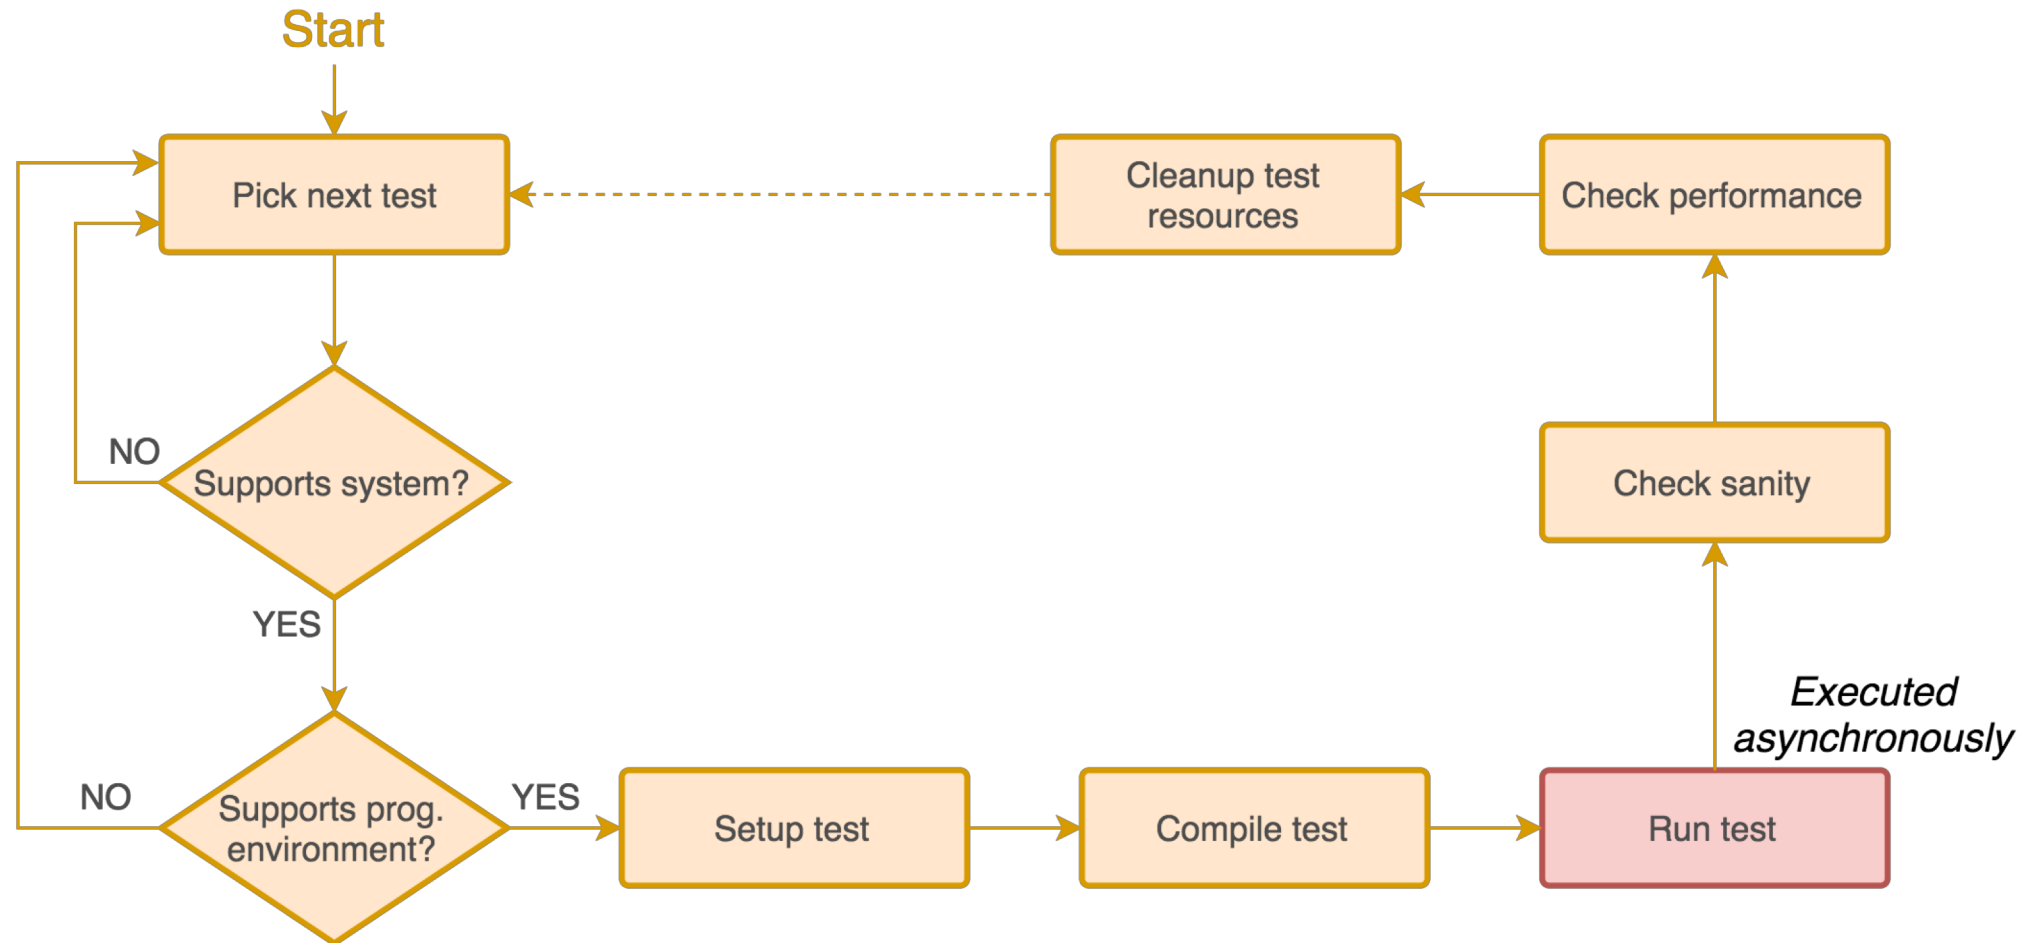 Start
Pick next test
Cleanup test
resources
Check performance
NO
Supports system?
Check sanity
YES
Executed
asynchronously
NO
Supports prog.
environment?
YES
Setup test
Compile test
Run test